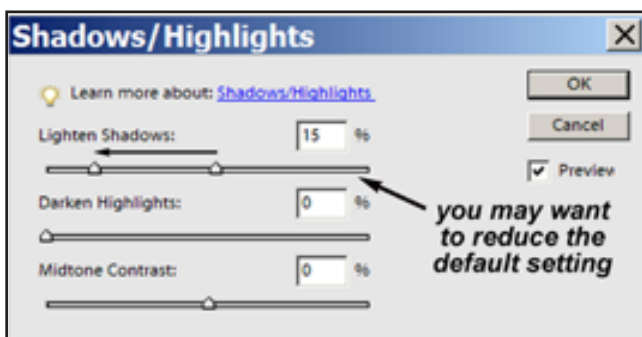 Shadows/Highlights
Learn more about: Shadows/Highlights
OK
Lighten Shadows: 15 %
Cancel
Preview
Darken Highlights: 0 %
you may want
to reduce the
default setting
Midtone Contrast: 0 %